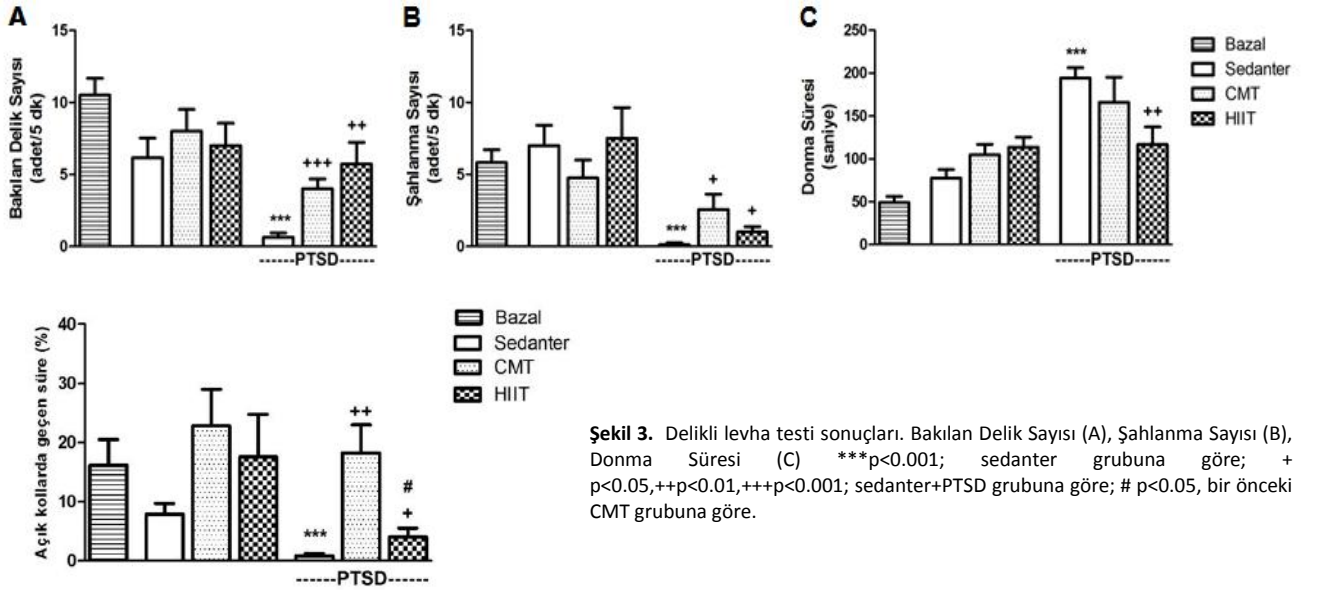 A
Bakılan Delik Sayısı
(adet/5 dk)
15
10
5
0
***
+++
++
------PTSD------
B
Şahlanma Sayısı
(adet/5 dk)
15
10
5
0
***
+
+
------PTSD------
C
Donma Süresi
(saniye)
250
200
150
100
50
0
***
++
------PTSD------
Bazal
Sedanter
CMT
HIIT
Açık kollarda geçen süre (%)
40
30
20
10
0
***
++
#
+
------PTSD------
Bazal
Sedanter
CMT
HIIT
Şekil 3. Delikli levha testi sonuçları. Bakılan Delik Sayısı (A), Şahlanma Sayısı (B),
Donma Süresi (C) ***p<0.001; sedanter grubuna göre; +
p<0.05,++p<0.01,+++p<0.001; sedanter+PTSD grubuna göre; # p<0.05, bir önceki
CMT grubuna göre.